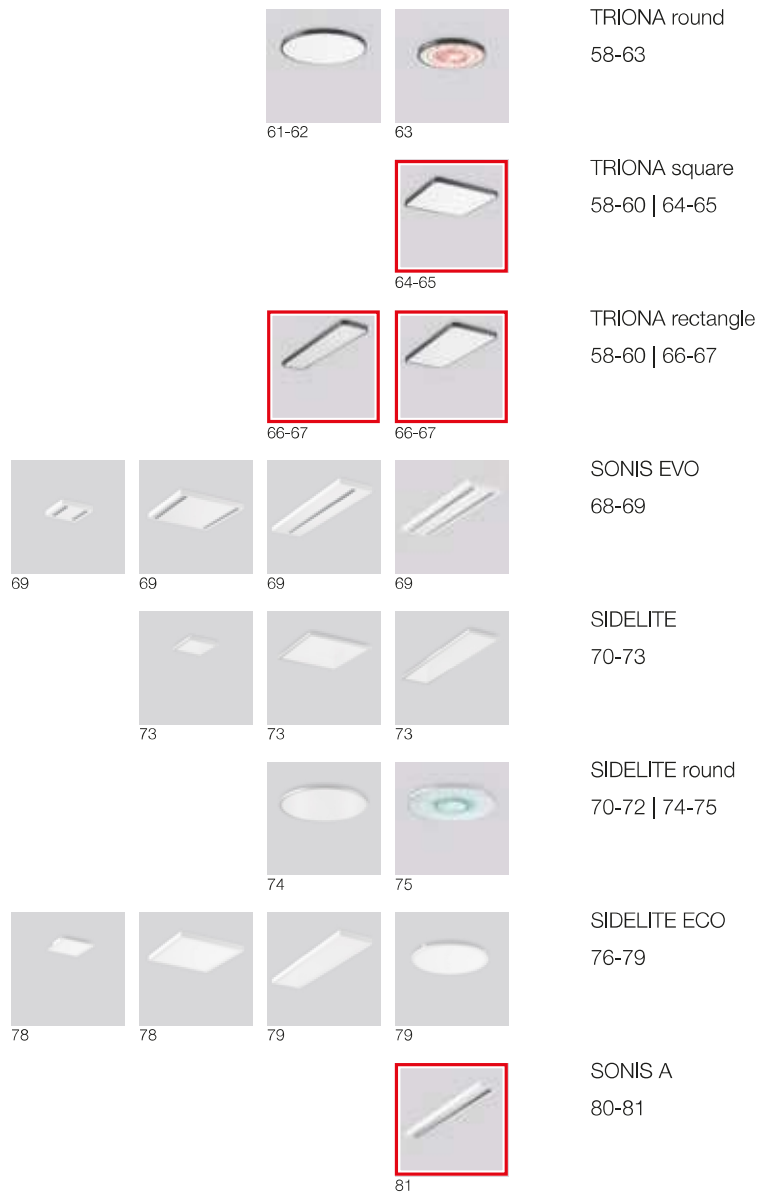 TRIONA round
58-63
61-62 63
TRIONA square
58-60 | 64-65
64-65
TRIONA rectangle
58-60 | 66-67
66-67 66-67
SONIS EVO
68-69
69 69 69 69
SIDELITE
70-73
73 73 73
SIDELITE round
70-72 | 74-75
74 75
SIDELITE ECO
76-79
78 78 79 79
SONIS A
80-81
81